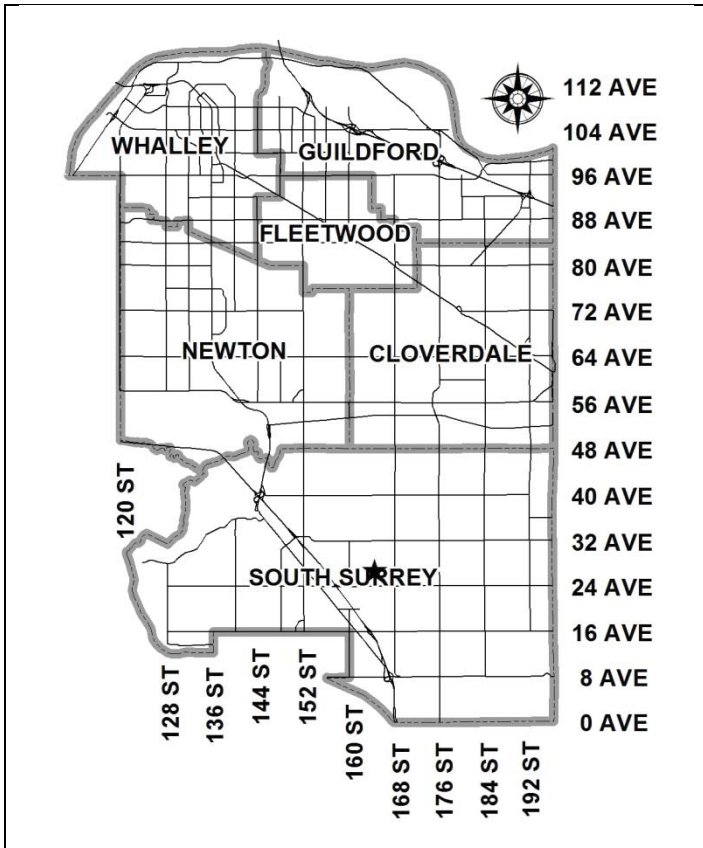 112 AVE
104 AVE
WHALLEY
GUILDFORD
96 AVE
88 AVE
FLEETWOOD
80 AVE
72 AVE
NEWTON
CLOVERDALE
64 AVE
56 AVE
48 AVE
120 ST
40 AVE
32 AVE
SOUTH SURREY
24 AVE
16 AVE
8 AVE
0 AVE
128 ST
136 ST
144 ST
152 ST
160 ST
168 ST
176 ST
184 ST
192 ST